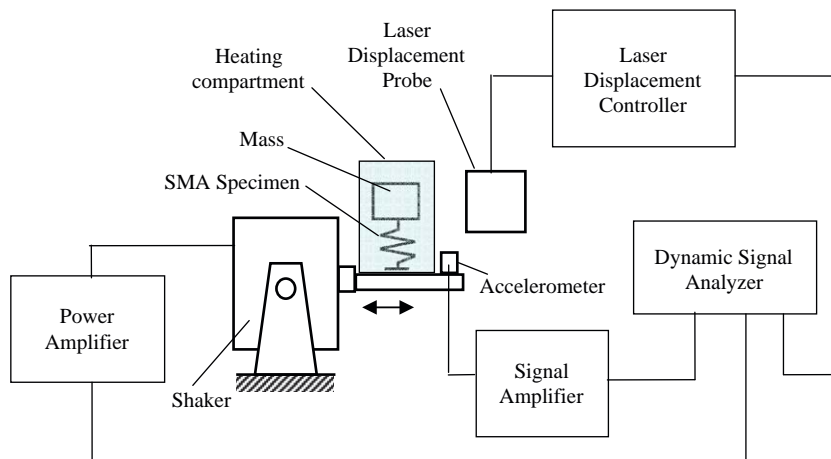 Laser
Displacement
Probe
Heating
compartment
Laser
Displacement
Controller
Mass
SMA Specimen
Dynamic Signal
Analyzer
Accelerometer
Power
Amplifier
Signal
Amplifier
Shaker